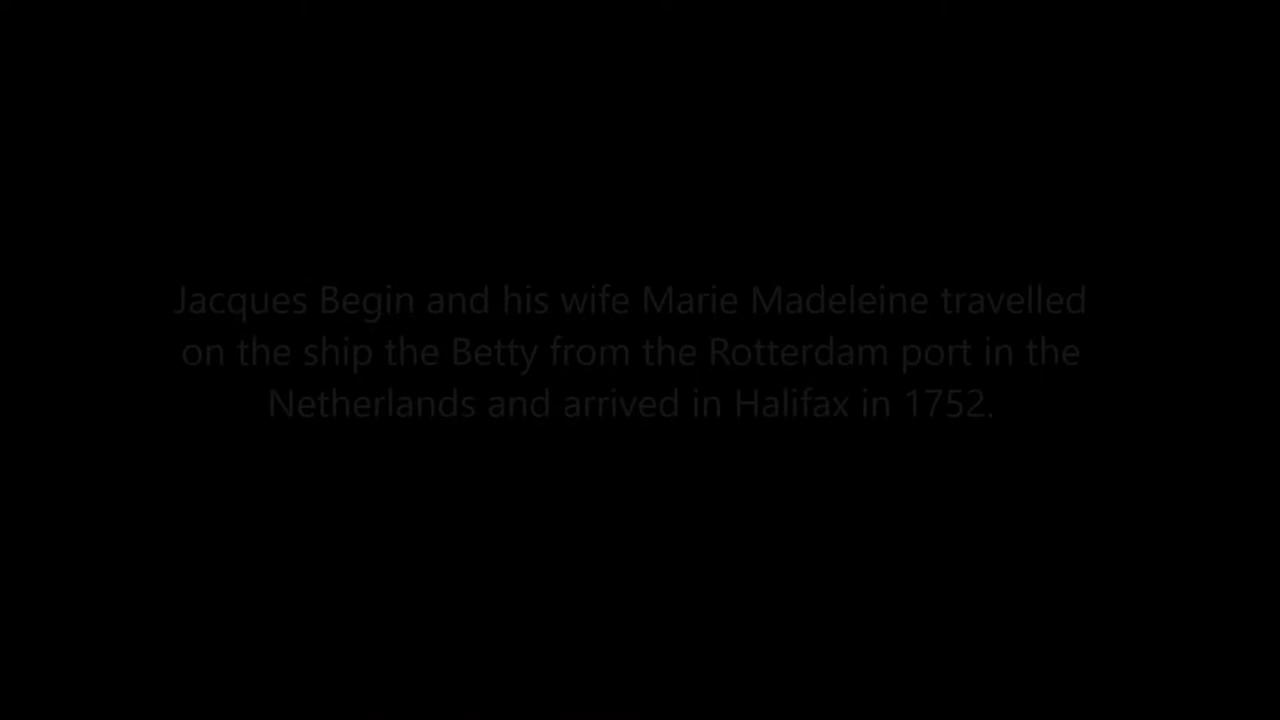 Jacques Begin and his wife Marie Madeleine travelled
on the ship the Betty from the Rotterdam port in the
Netherlands and arrived in Halifax in 1752.